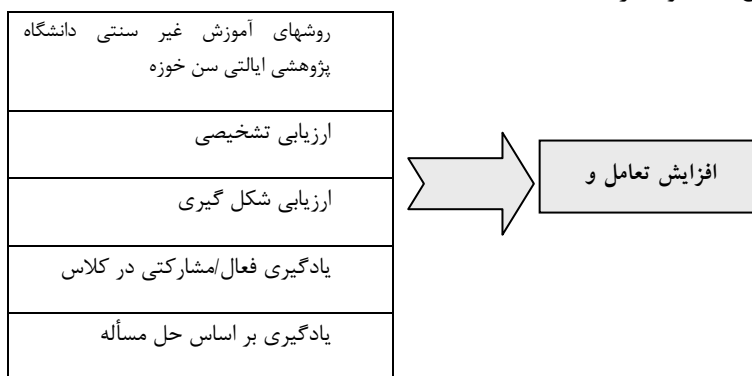 روشهای آموزش غیر سنتی دانشگاه
پژوهشی ایالتی سن خوزه
ارزیابی تشخیصی
ارزیابی شکل گیری
یادگیری فعال/مشارکتی در کلاس
یادگیری بر اساس حل مسأله
افزایش تعامل و